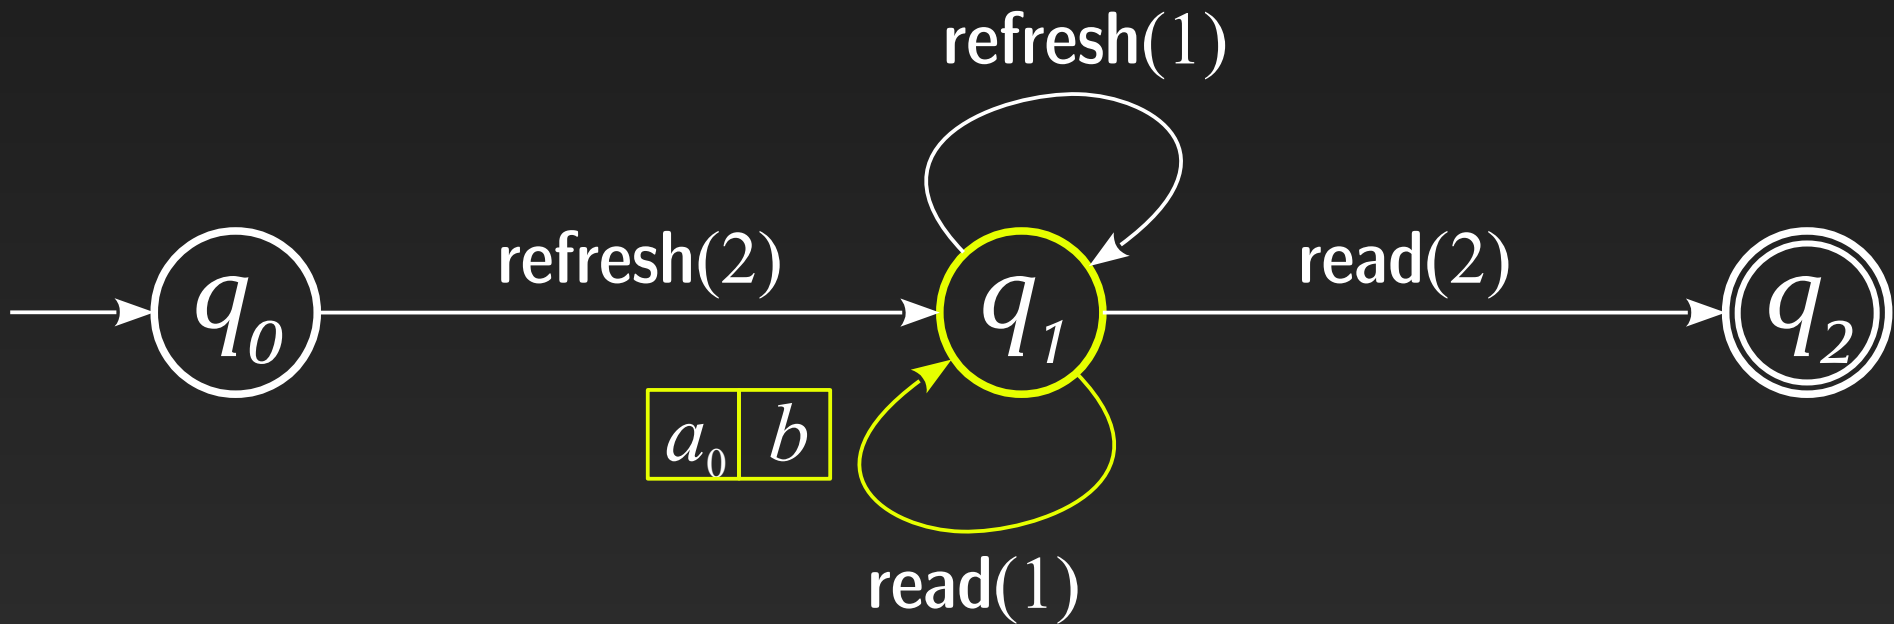 refresh(1)
refresh(2)
read(2)
q0
q1
q2
a0 b
read(1)